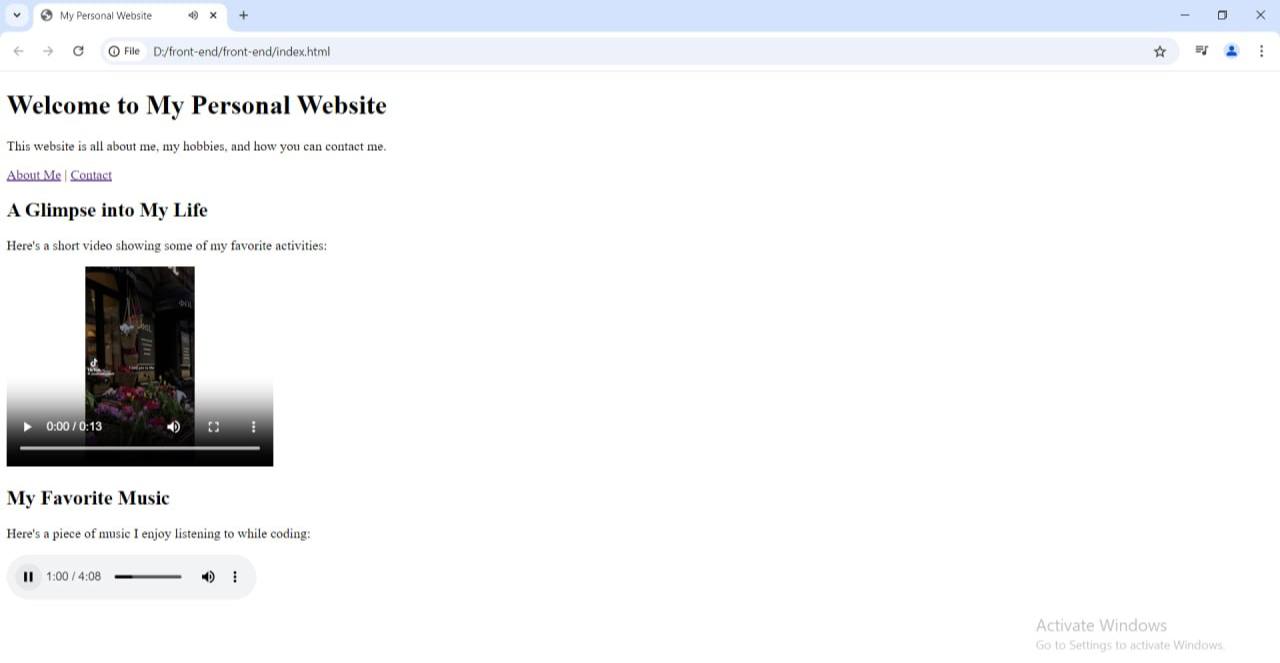 My Personal Website
File D:/front-end/front-end/index.html
Welcome to My Personal Website
This website is all about me, my hobbies, and how you can contact me.
About Me | Contact
A Glimpse into My Life
Here's a short video showing some of my favorite activities:
0:00 / 0:13
My Favorite Music
Here's a piece of music I enjoy listening to while coding:
1:00 / 4:08
Activate Windows
Go to Settings to activate Windows.